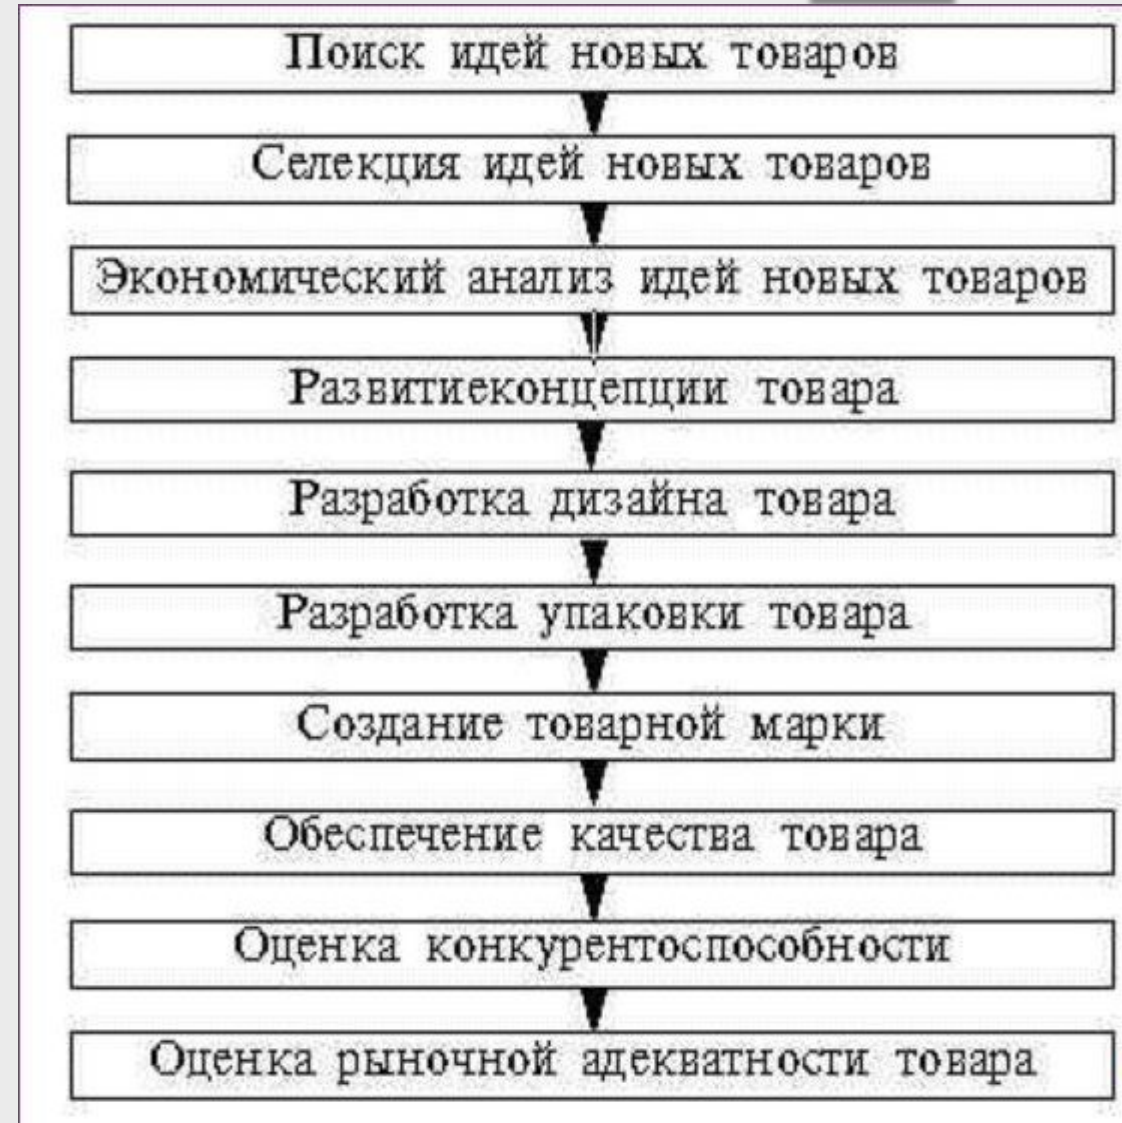 Поиск идей новых товаров
Селекция идей новых товаров
Экономический анализ идей новых товаров
Развитиеконцепции товара
Разработка дизайна товара
Разработка упаковки товара
Создание товарной марки
Обеспечение качества товара
Оценка конкурентоспособности
Оценка рыночной адекватности товара